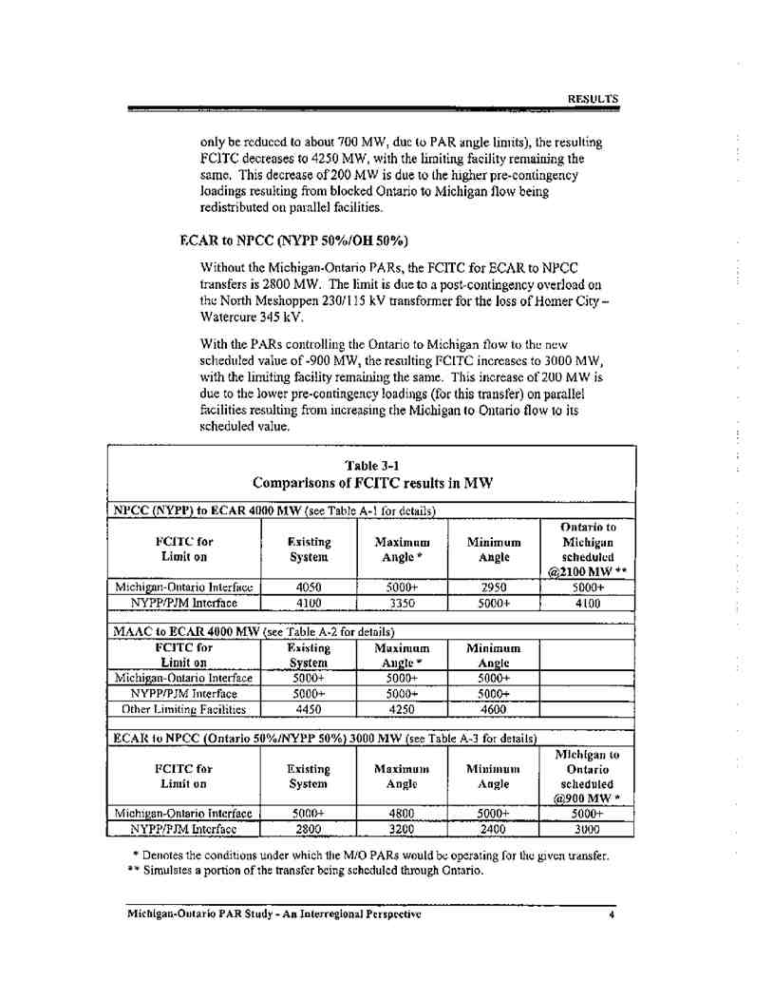 RESULTS
only be reduced to about 700 MW, due to PAR angle limits), the resulting
FCITC decreases to 4250 MW, with the limiting facility remaining the
same. This decrease of 200 MW is due to the higher pre-contingency
loadings resulting from blocked Ontario to Michigan flow being
redistributed on parallel facilities.
ECAR to NPCC (NYPP 50%/OH 50%)
Without the Michigan-Ontario PARs, the FCITC for ECAR to NPCC
transfers is 2800 MW. The limit is due to a post-contingency overload on
the North Meshoppen 230/115 kV transformer for the loss of Homer City –
Watercure 345 kV.
With the PARs controlling the Ontario to Michigan flow to the new
scheduled value of -900 MW, the resulting FCITC increases to 3000 MW,
with the limiting facility remaining the same. This increase of 200 MW is
due to the lower pre-contingency loadings (for this transfer) on parallel
facilities resulting from increasing the Michigan to Ontario flow to its
scheduled value.
Table 3-1
Comparisons of FCITC results in MW
NPCC (NYPP) to ECAR 4000 MW (see Table A-1 for details)
FCITC for Limit on | Existing System | Maximum Angle * | Minimum Angle | Ontario to Michigan scheduled @2100 MW **
Michigan-Ontario Interface | 4050 | 5000+ | 2950 | 5000+
NYPP/PJM Interface | 4100 | 3350 | 5000+ | 4100
MAAC to ECAR 4000 MW (see Table A-2 for details)
FCITC for Limit on | Existing System | Maximum Angle * | Minimum Angle
Michigan-Ontario Interface | 5000+ | 5000+ | 5000+
NYPP/PJM Interface | 5000+ | 5000+ | 5000+
Other Limiting Facilities | 4450 | 4250 | 4600
ECAR to NPCC (Ontario 50%/NYPP 50%) 3000 MW (see Table A-3 for details)
FCITC for Limit on | Existing System | Maximum Angle | Minimum Angle | Michigan to Ontario scheduled @900 MW *
Michigan-Ontario Interface | 5000+ | 4800 | 5000+ | 5000+
NYPP/PJM Interface | 2800 | 3200 | 2400 | 3000
* Denotes the conditions under which the M/O PARs would be operating for the given transfer.
** Simulates a portion of the transfer being scheduled through Ontario.
Michigan-Ontario PAR Study - An Interregional Perspective 4